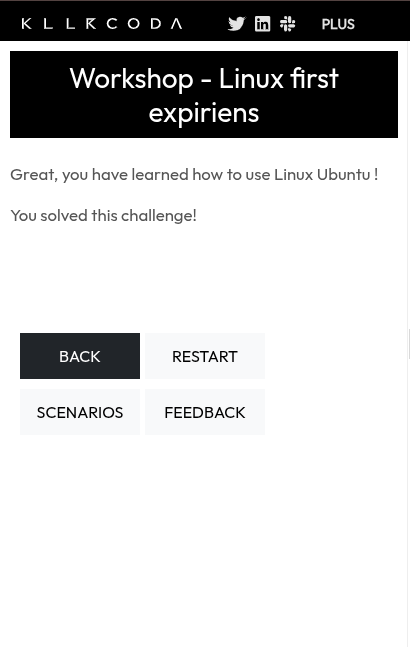 KILLERCODA PLUS
Workshop - Linux first
expiriens
Great, you have learned how to use Linux Ubuntu !
You solved this challenge!
BACK RESTART
SCENARIOS FEEDBACK